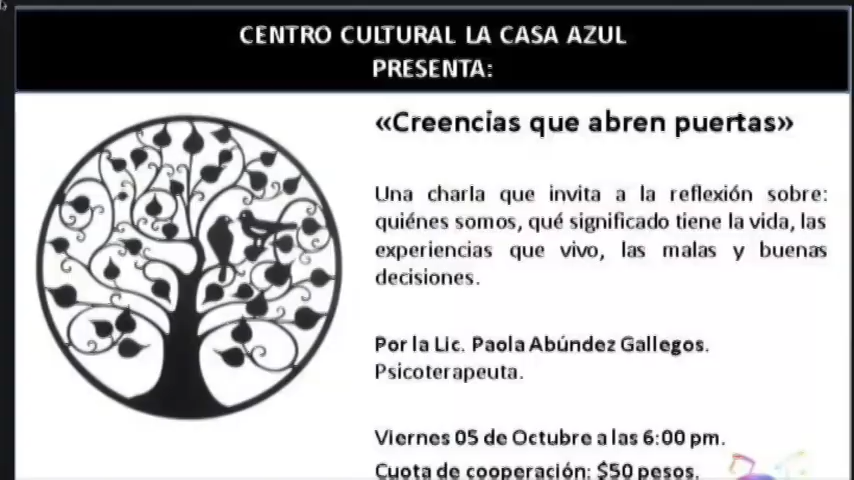 CENTRO CULTURAL LA CASA AZUL
PRESENTA:
«Creencias que abren puertas»
Una charla que invita a la reflexión sobre:
quiénes somos, qué significado tiene la vida, las
experiencias que vivo, las malas y buenas
decisiones.
Por la Lic. Paola Abúndez Gallegos.
Psicoterapeuta.
Viernes 05 de Octubre a las 6:00 pm.
Cuota de cooperación: $50 pesos.